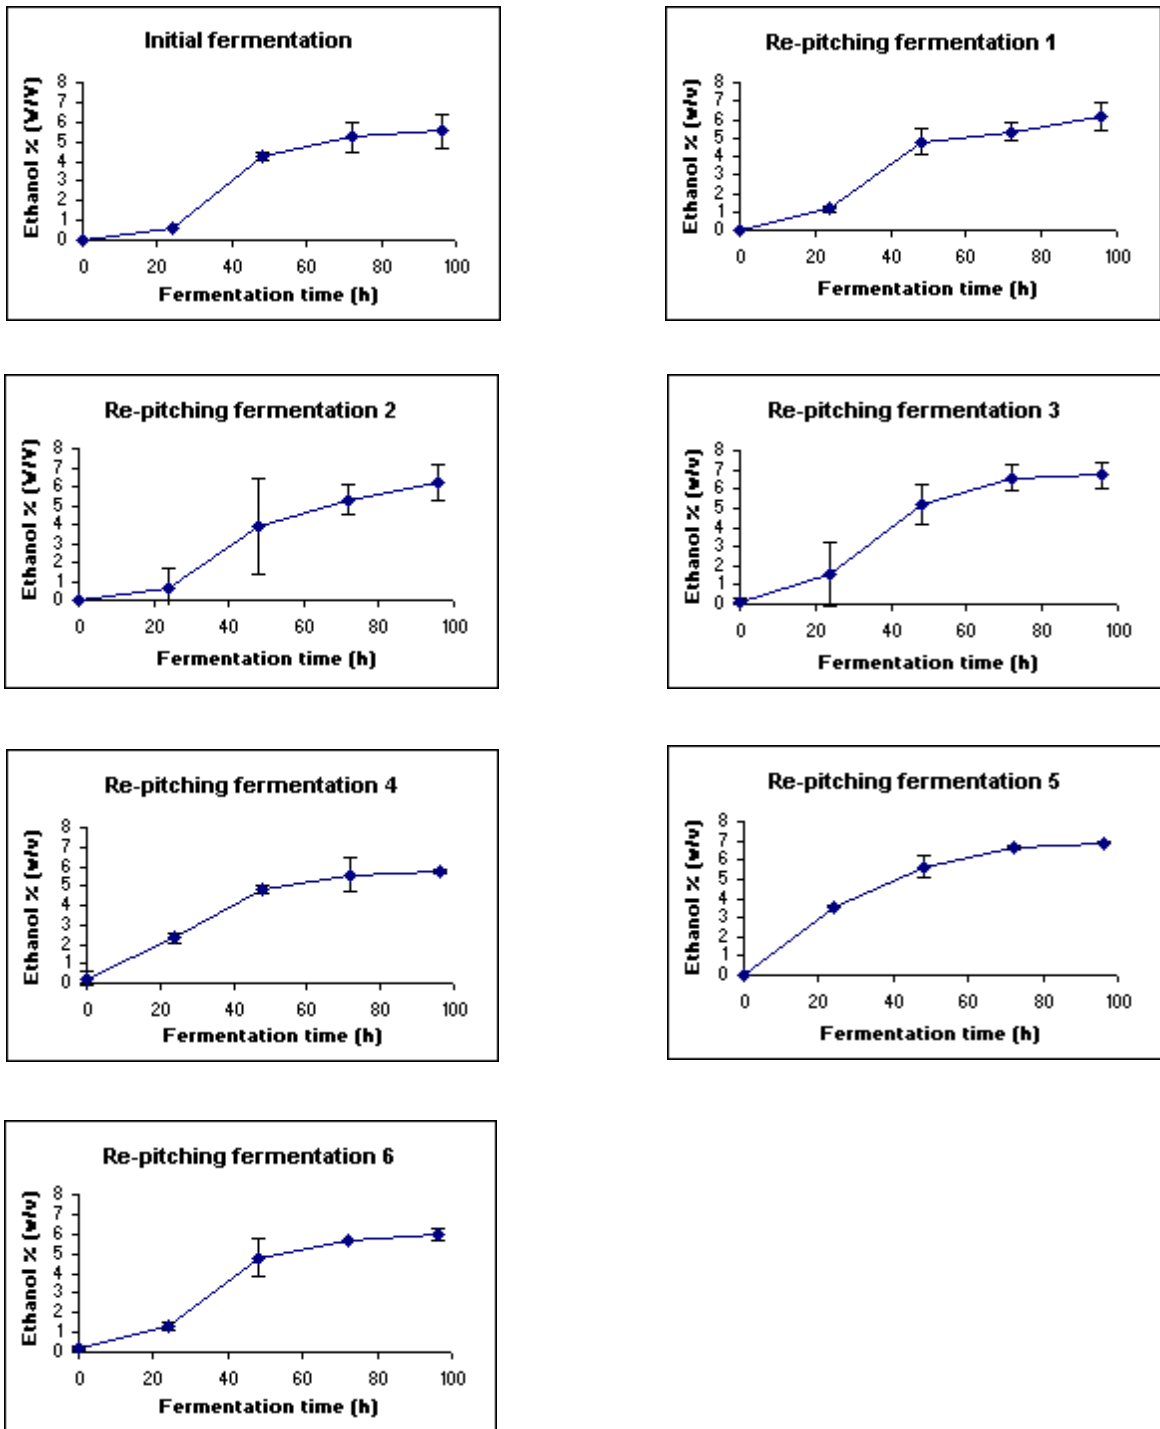 Initial fermentation
Ethanol % (W/V)
8
7
6
5
4
3
2
1
0
0 20 40 60 80 100
Fermentation time (h)
Re-pitching fermentation 1
Ethanol % (w/v)
8
7
6
5
4
3
2
1
0
0 20 40 60 80 100
Fermentation time (h)
Re-pitching fermentation 2
Ethanol % (W/V)
8
7
6
5
4
3
2
1
0
0 20 40 60 80 100
Fermentation time (h)
Re-pitching fermentation 3
Ethanol % (w/v)
8
7
6
5
4
3
2
1
0
0 20 40 60 80 100
Fermentation time (h)
Re-pitching fermentation 4
Ethanol % (w/v)
8
7
6
5
4
3
2
1
0
0 20 40 60 80 100
Fermentation time (h)
Re-pitching fermentation 5
Ethanol % (w/v)
8
7
6
5
4
3
2
1
0
0 20 40 60 80 100
Fermentation time (h)
Re-pitching fermentation 6
Ethanol % (w/v)
8
7
6
5
4
3
2
1
0
0 20 40 60 80 100
Fermentation time (h)